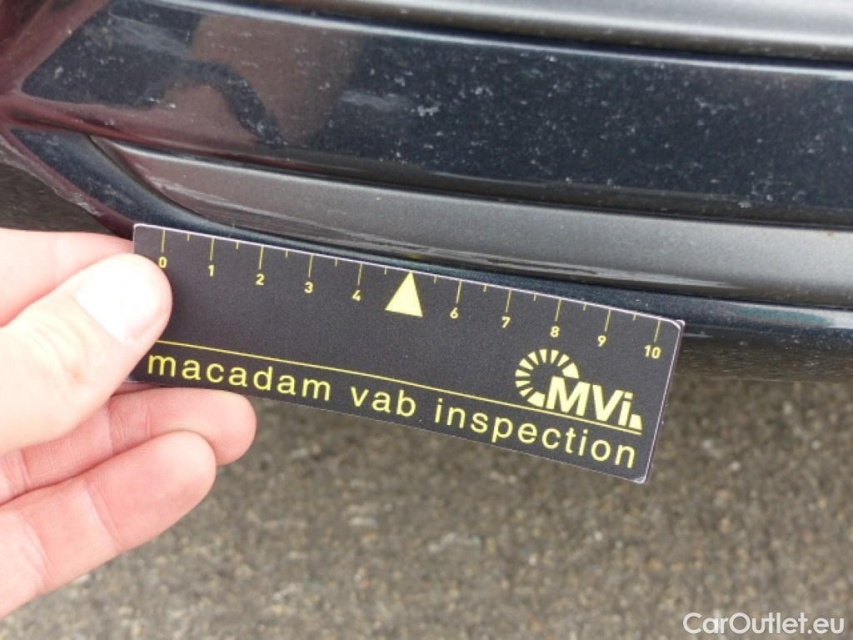 0 1 2 3 4 6 7 8 9 10
MVi
macadam vab inspection
CarOutlet.eu